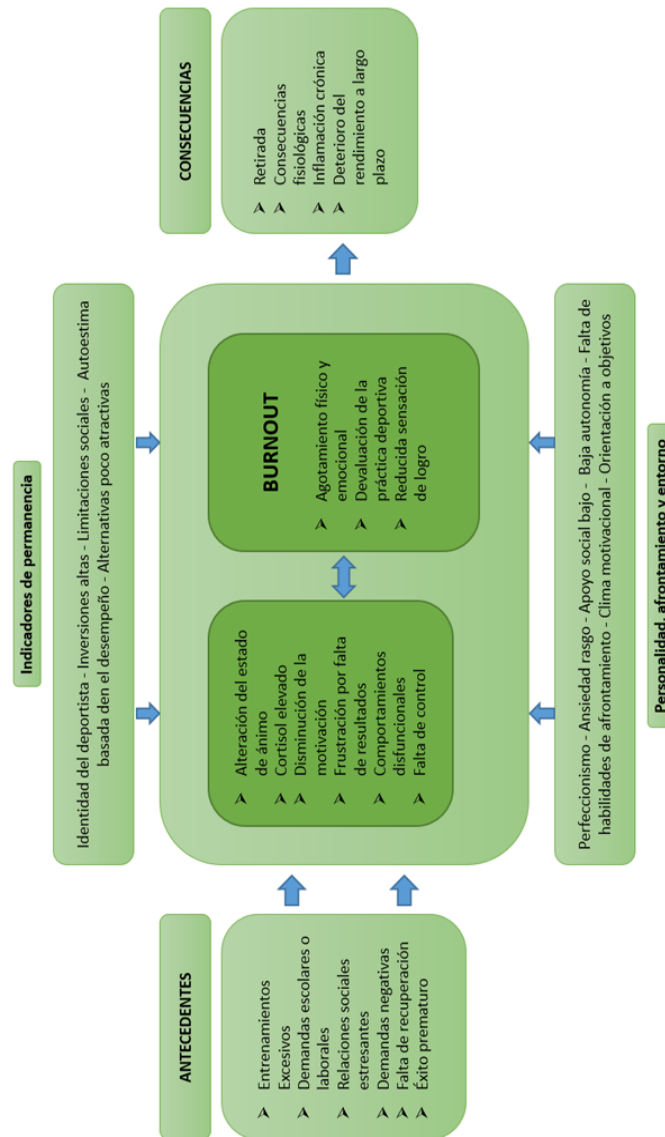 Indicadores de permanencia
Identidad del deportista - Inversiones altas - Limitaciones sociales - Autoestima
basada den el desempeño - Alternativas poco atractivas
ANTECEDENTES
Entrenamientos
Excesivos
Demandas escolares o
laborales
Relaciones sociales
estresantes
Demandas negativas
Falta de recuperación
Éxito prematuro
Alteración del estado
de ánimo
Cortisol elevado
Disminución de la
motivación
Frustración por falta
de resultados
Comportamientos
disfuncionales
Falta de control
BURNOUT
Agotamiento físico y
emocional
Devaluación de la
práctica deportiva
Reducida sensación
de logro
CONSECUENCIAS
Retirada
Consecuencias
fisiológicas
Inflamación crónica
Deterioro del
rendimiento a largo
plazo
Perfeccionismo - Ansiedad rasgo - Apoyo social bajo - Baja autonomía - Falta de
habilidades de afrontamiento - Clima motivacional - Orientación a objetivos
Personalidad, afrontamiento y entorno